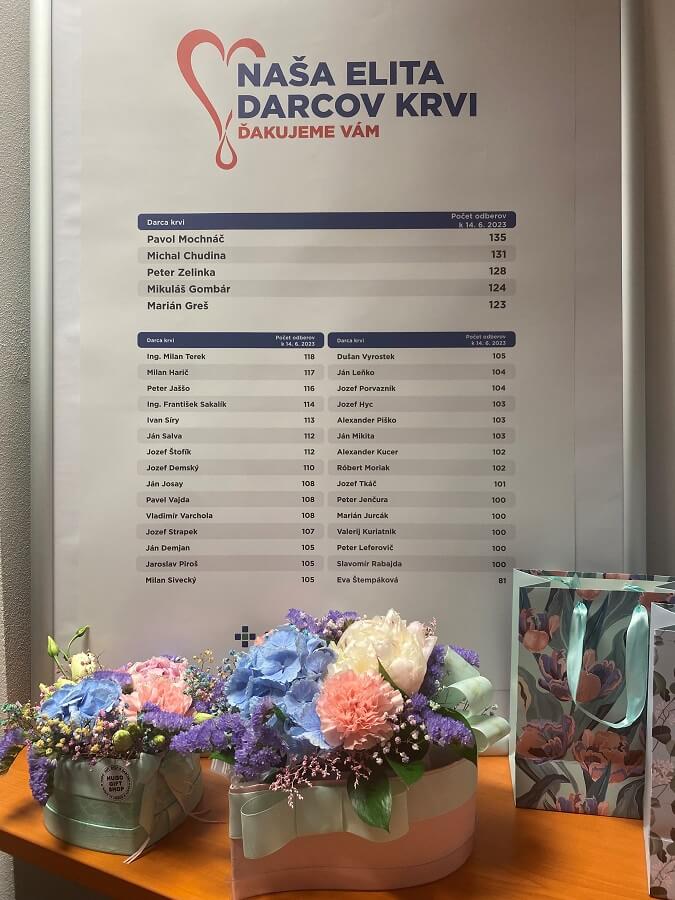 NAŠA ELITA
DARCOV KRVI
ĎAKUJEME VÁM
Darca krvi Počet odberov k 14. 6. 2023
Pavol Mochnáč 135
Michal Chudina 131
Peter Zelinka 128
Mikuláš Gombár 124
Marián Greš 123
Darca krvi Počet odberov k 14. 6. 2023
Ing. Milan Terek 118
Milan Harič 117
Peter Jaššo 116
Ing. František Sakalík 114
Ivan Síry 113
Ján Salva 112
Jozef Štofík 112
Jozef Demský 110
Ján Josay 108
Pavel Vajda 108
Vladimír Varchola 108
Jozef Strapek 107
Ján Demjan 105
Jaroslav Piroš 105
Milan Sivecký 105
Darca krvi Počet odberov k 14. 6. 2023
Dušan Vyrostek 105
Ján Leňko 104
Jozef Porvazník 104
Jozef Hyc 103
Alexander Piško 103
Ján Mikita 103
Alexander Kucer 102
Róbert Moriak 102
Jozef Tkáč 101
Peter Jenčura 100
Marián Jurcák 100
Valerij Kuriatnik 100
Peter Leferovič 100
Slavomír Rabajda 100
Eva Štempáková 81
HUGO
GIFT
SHOP